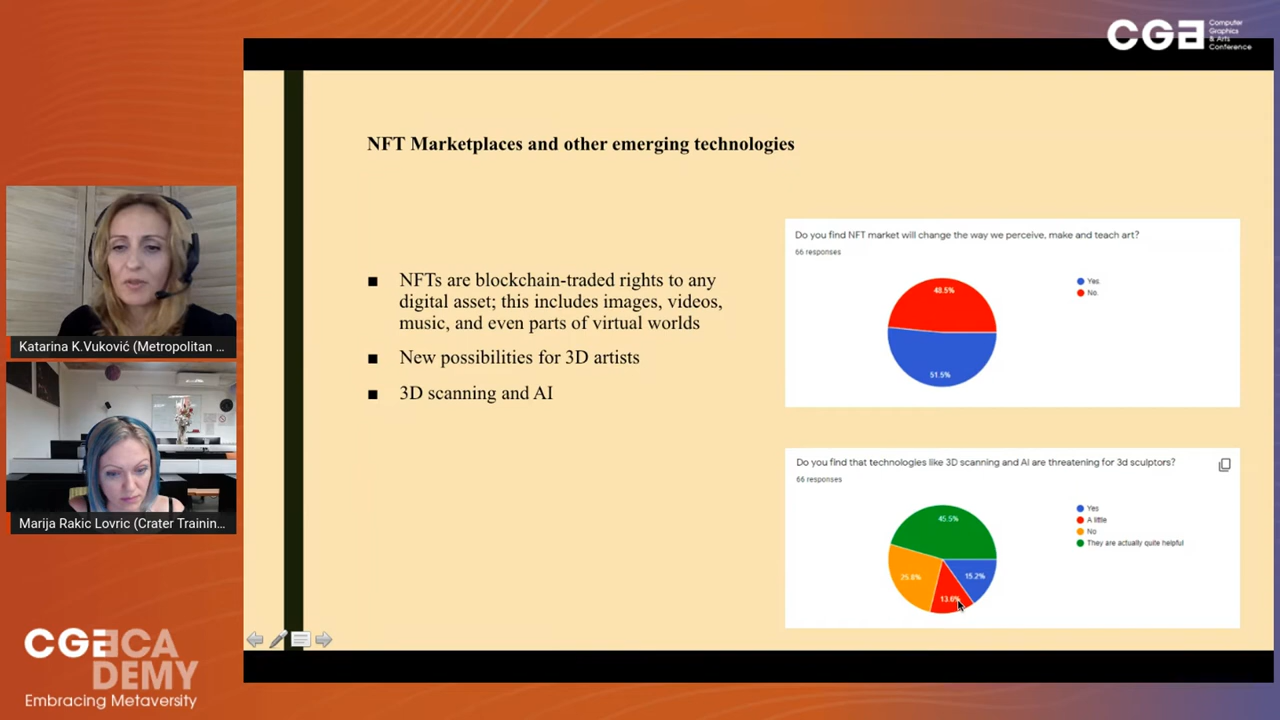 CGA Computer
Graphics
& Arts
Conference
NFT Marketplaces and other emerging technologies
■ NFTs are blockchain-traded rights to any
digital asset; this includes images, videos,
music, and even parts of virtual worlds
■ New possibilities for 3D artists
■ 3D scanning and AI
Do you find NFT market will change the way we perceive, make and teach art?
66 responses
48.5%
51.5%
Yes
No.
Do you find that technologies like 3D scanning and AI are threatening for 3d sculptors?
66 responses
45.5%
25.8%
15.2%
13.6%
Yes
A little
No
They are actually quite helpful
Katarina K.Vuković (Metropolitan ...
Marija Rakic Lovric (Crater Trainin...
CGACA
DEMY
Embracing Metaversity